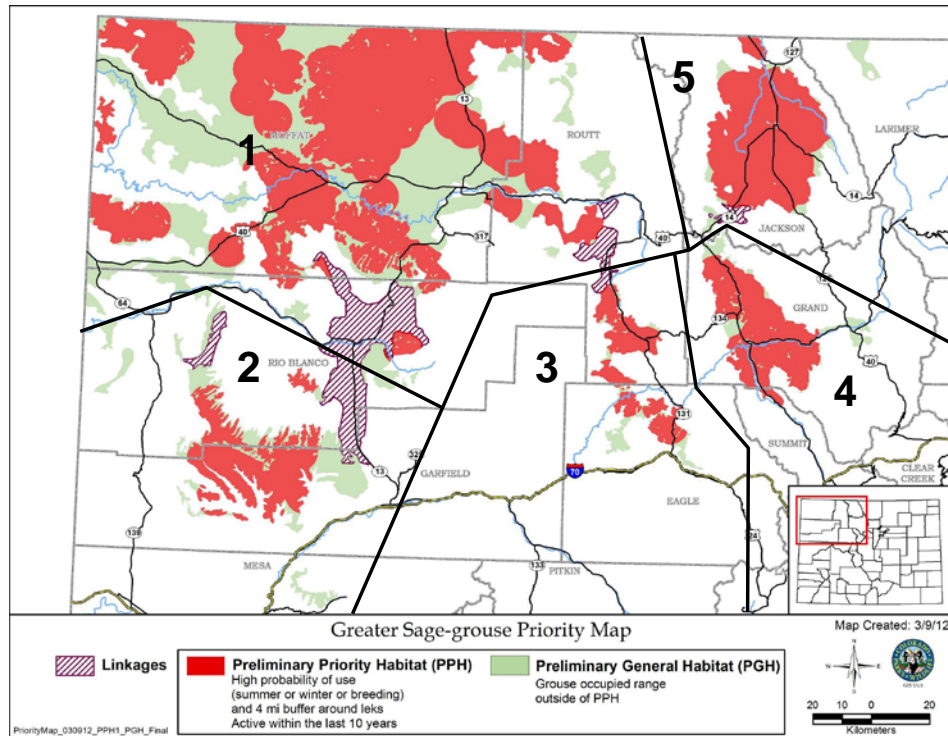 127
5
13
ROUTT
LARIMER
MOFFAT
1
14
14
JACKSON
40
40
317
64
GRAND
134
RIO BLANCO
2
3
40
4
131
SUMMIT
13
GARFIELD
70
CLEAR
CREEK
EAGLE
139
24
MESA
133
PITKIN
Greater Sage-grouse Priority Map
Map Created: 3/9/12
Linkages
Preliminary Priority Habitat (PPH)
High probability of use
(summer or winter or breeding)
and 4 mi buffer around leks
Active within the last 10 years
Preliminary General Habitat (PGH)
Grouse occupied range
outside of PPH
N
W
E
S
20 0 20
Kilometers
PriorityMap_030912_PPH1_PGH_Final